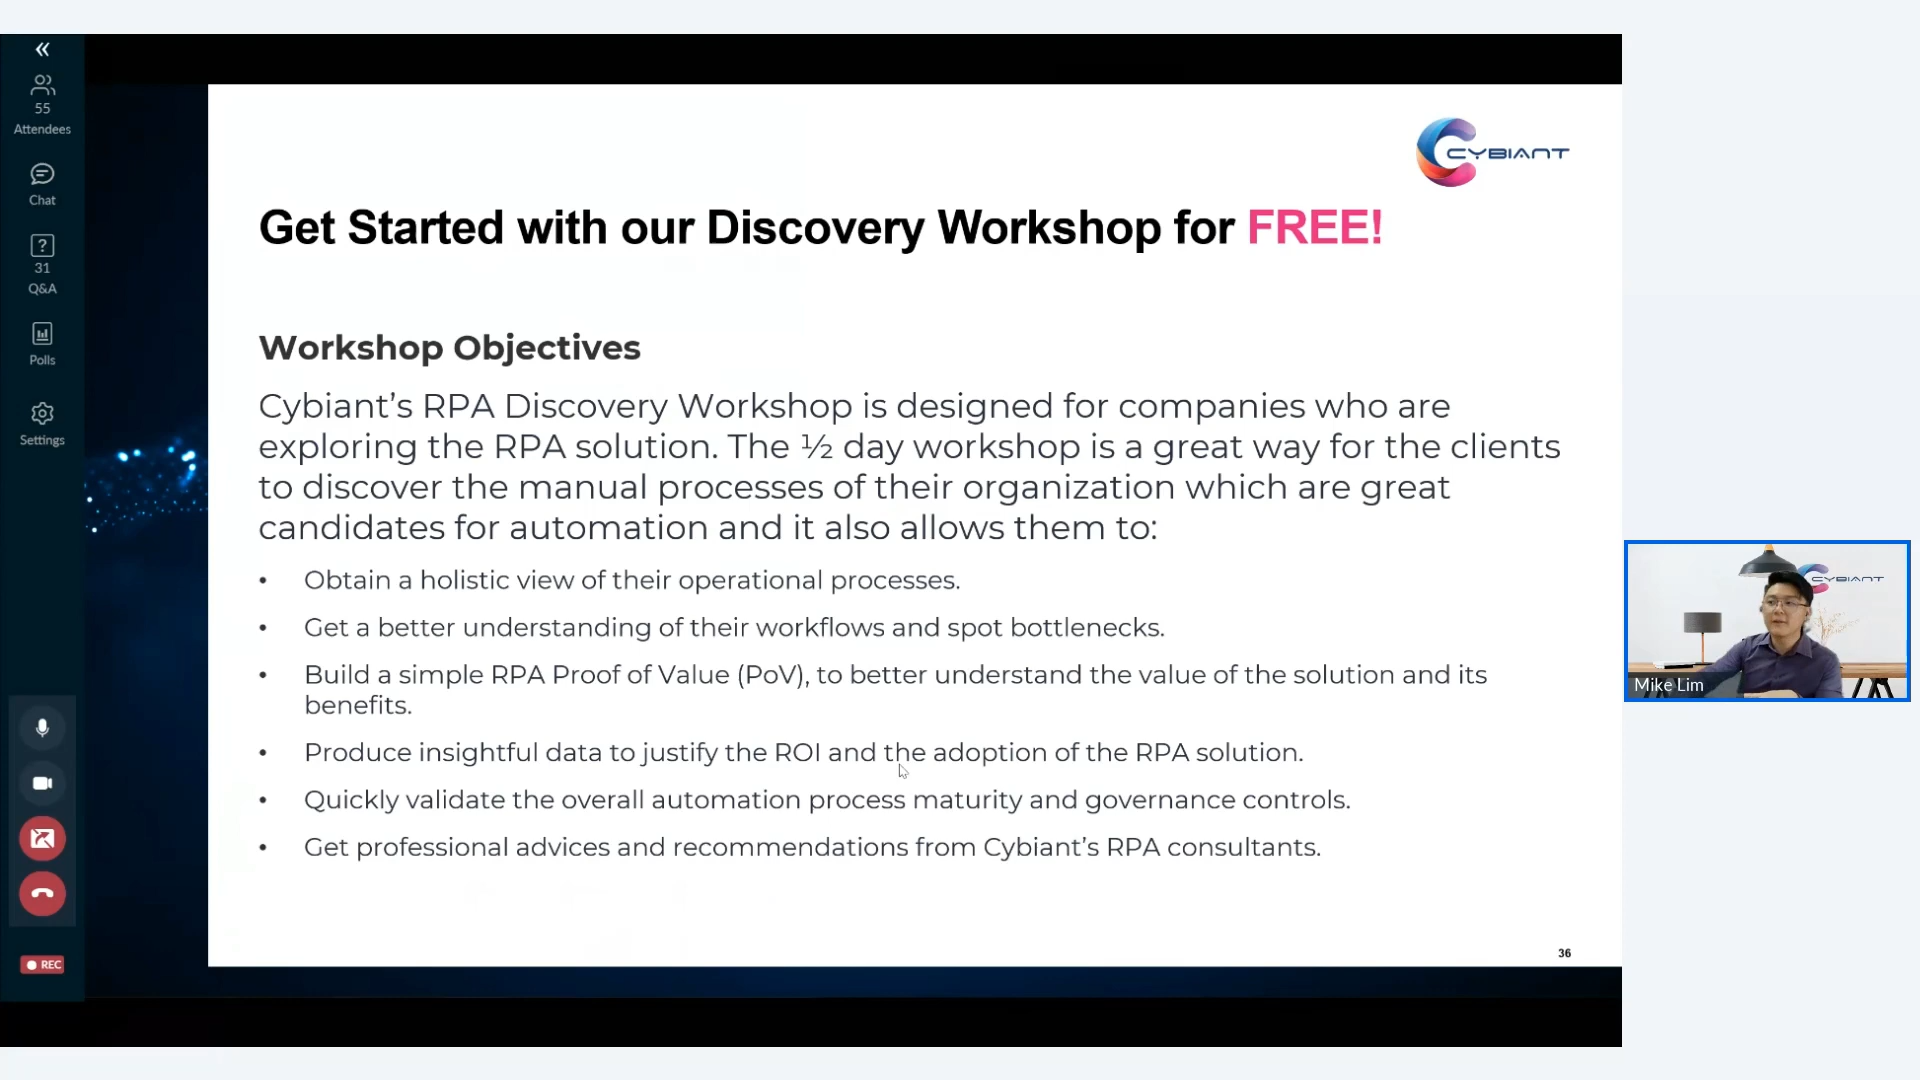 55
Attendees
Chat
?
31
Q&A
Polls
Settings
REC
CYBIANT
Get Started with our Discovery Workshop for FREE!
Workshop Objectives
Cybiant’s RPA Discovery Workshop is designed for companies who are
exploring the RPA solution. The ½ day workshop is a great way for the clients
to discover the manual processes of their organization which are great
candidates for automation and it also allows them to:
• Obtain a holistic view of their operational processes.
• Get a better understanding of their workflows and spot bottlenecks.
• Build a simple RPA Proof of Value (PoV), to better understand the value of the solution and its
benefits.
• Produce insightful data to justify the ROI and the adoption of the RPA solution.
• Quickly validate the overall automation process maturity and governance controls.
• Get professional advices and recommendations from Cybiant’s RPA consultants.
36
CYBIANT
Mike Lim